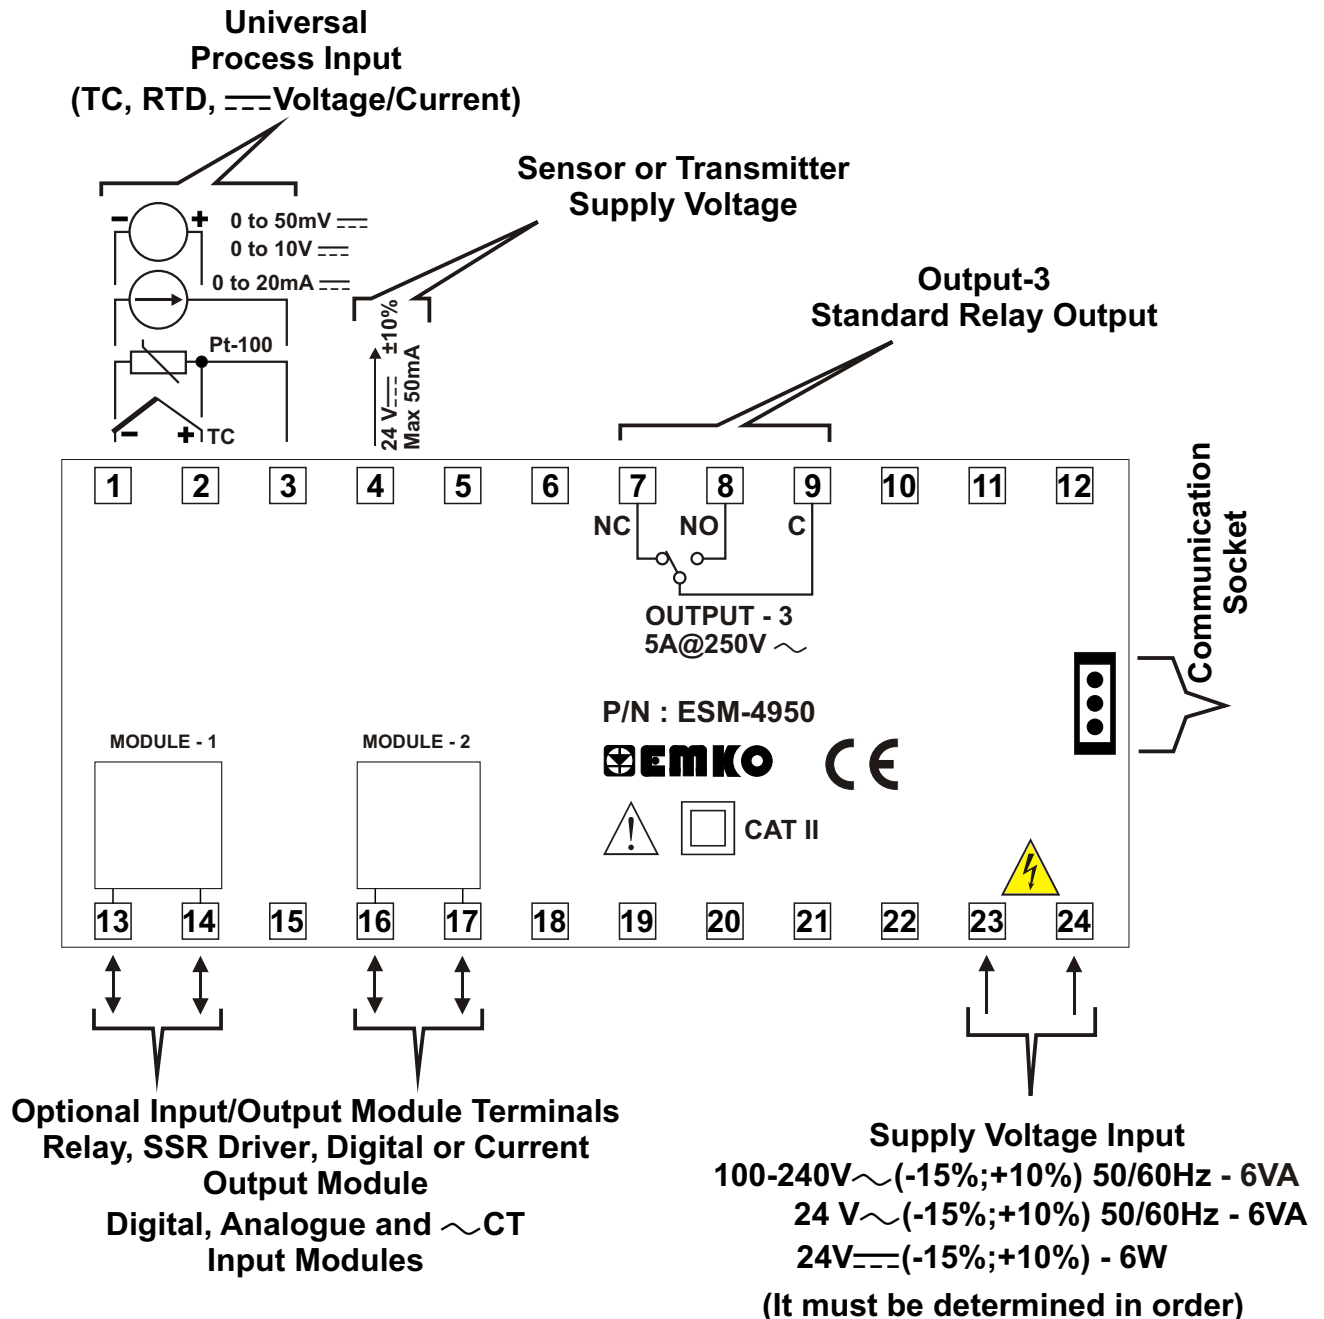 Universal
Process Input
(TC, RTD, Voltage/Current)
Sensor or Transmitter
Supply Voltage
- + 0 to 50mV
0 to 10V
0 to 20mA
Pt-100
- + TC
24 V ±10%
Max 50mA
Output-3
Standard Relay Output
1 2 3 4 5 6 7 8 9 10 11 12
NC NO C
OUTPUT - 3
5A@250V ~
Communication
Socket
P/N : ESM-4950
EMKO CE
! CAT II
MODULE - 1
MODULE - 2
13 14 15 16 17 18 19 20 21 22 23 24
Optional Input/Output Module Terminals
Relay, SSR Driver, Digital or Current
Output Module
Digital, Analogue and ~CT
Input Modules
Supply Voltage Input
100-240V~(-15%;+10%) 50/60Hz - 6VA
24 V~(-15%;+10%) 50/60Hz - 6VA
24V(-15%;+10%) - 6W
(It must be determined in order)